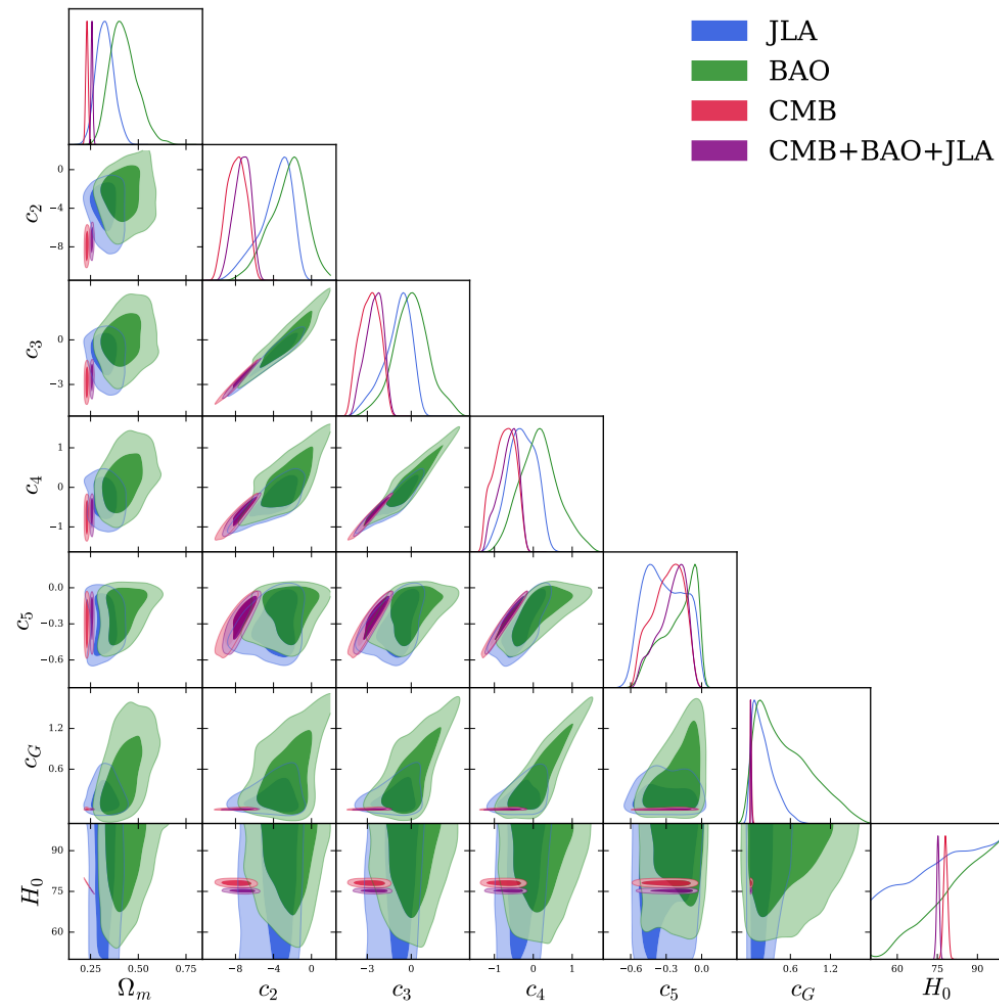 JLA
BAO
CMB
CMB+BAO+JLA
0
−4
−8
c₂
0
−3
c₃
1
0
−1
c₄
0.0
−0.3
−0.6
c₅
1.2
0.6
c_G
90
75
60
H₀
0.25 0.50 0.75
−8 −4 0
−3 0
−1 0 1
−0.6 −0.3 0.0
0.6 1.2
60 75 90
Ωₘ c₂ c₃ c₄ c₅ c_G H₀